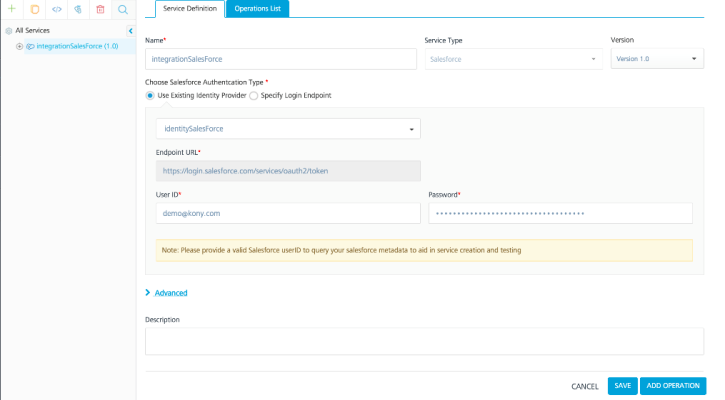 Service Definition
Operations List
All Services
integrationSalesForce (1.0)
Name*
Service Type
Version
integrationSalesForce
Salesforce
Version 1.0
Choose Salesforce Authentcation Type *
Use Existing Identity Provider
Specify Login Endpoint
identitySalesForce
Endpoint URL*
https://login.salesforce.com/services/oauth2/token
User ID*
Password*
demo@kony.com
Note: Please provide a valid Salesforce userID to query your salesforce metadata to aid in service creation and testing
Advanced
Description
CANCEL
SAVE
ADD OPERATION